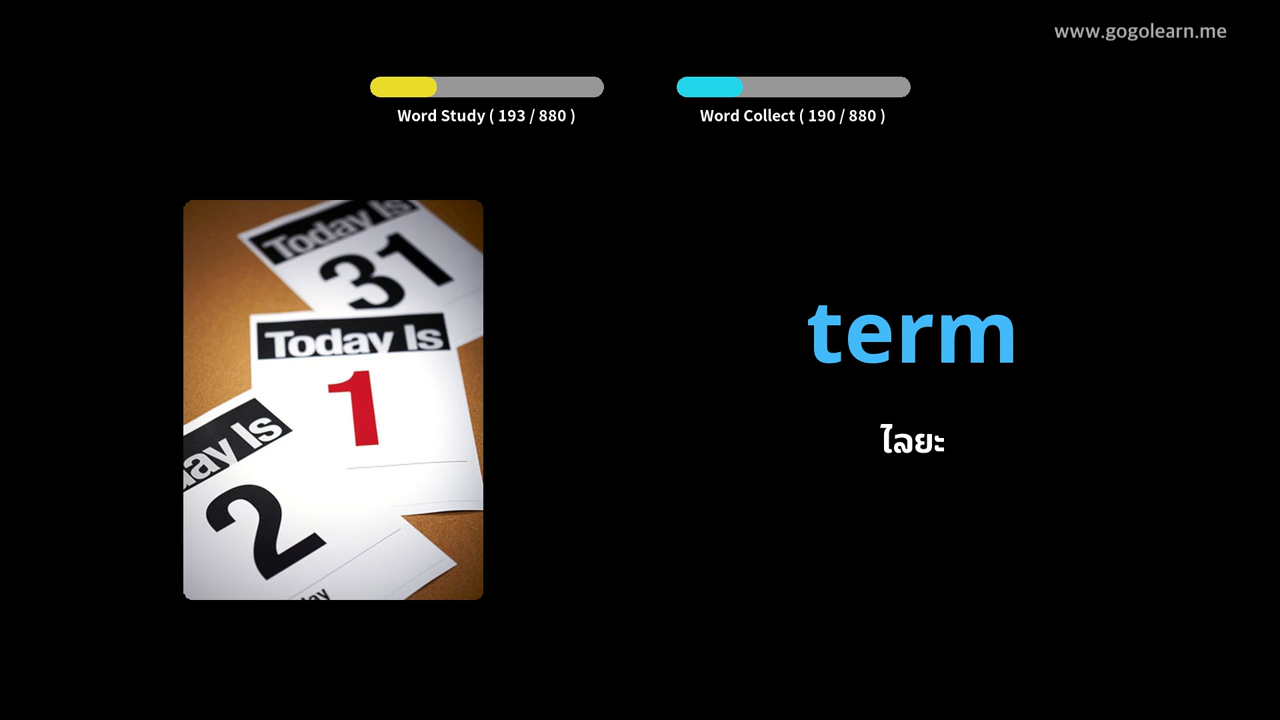 www.gogolearn.me
Word Study ( 193 / 880 )
Word Collect ( 190 / 880 )
Today Is
31
Today Is
1
ay Is
2
day
term
ໄລຍະ